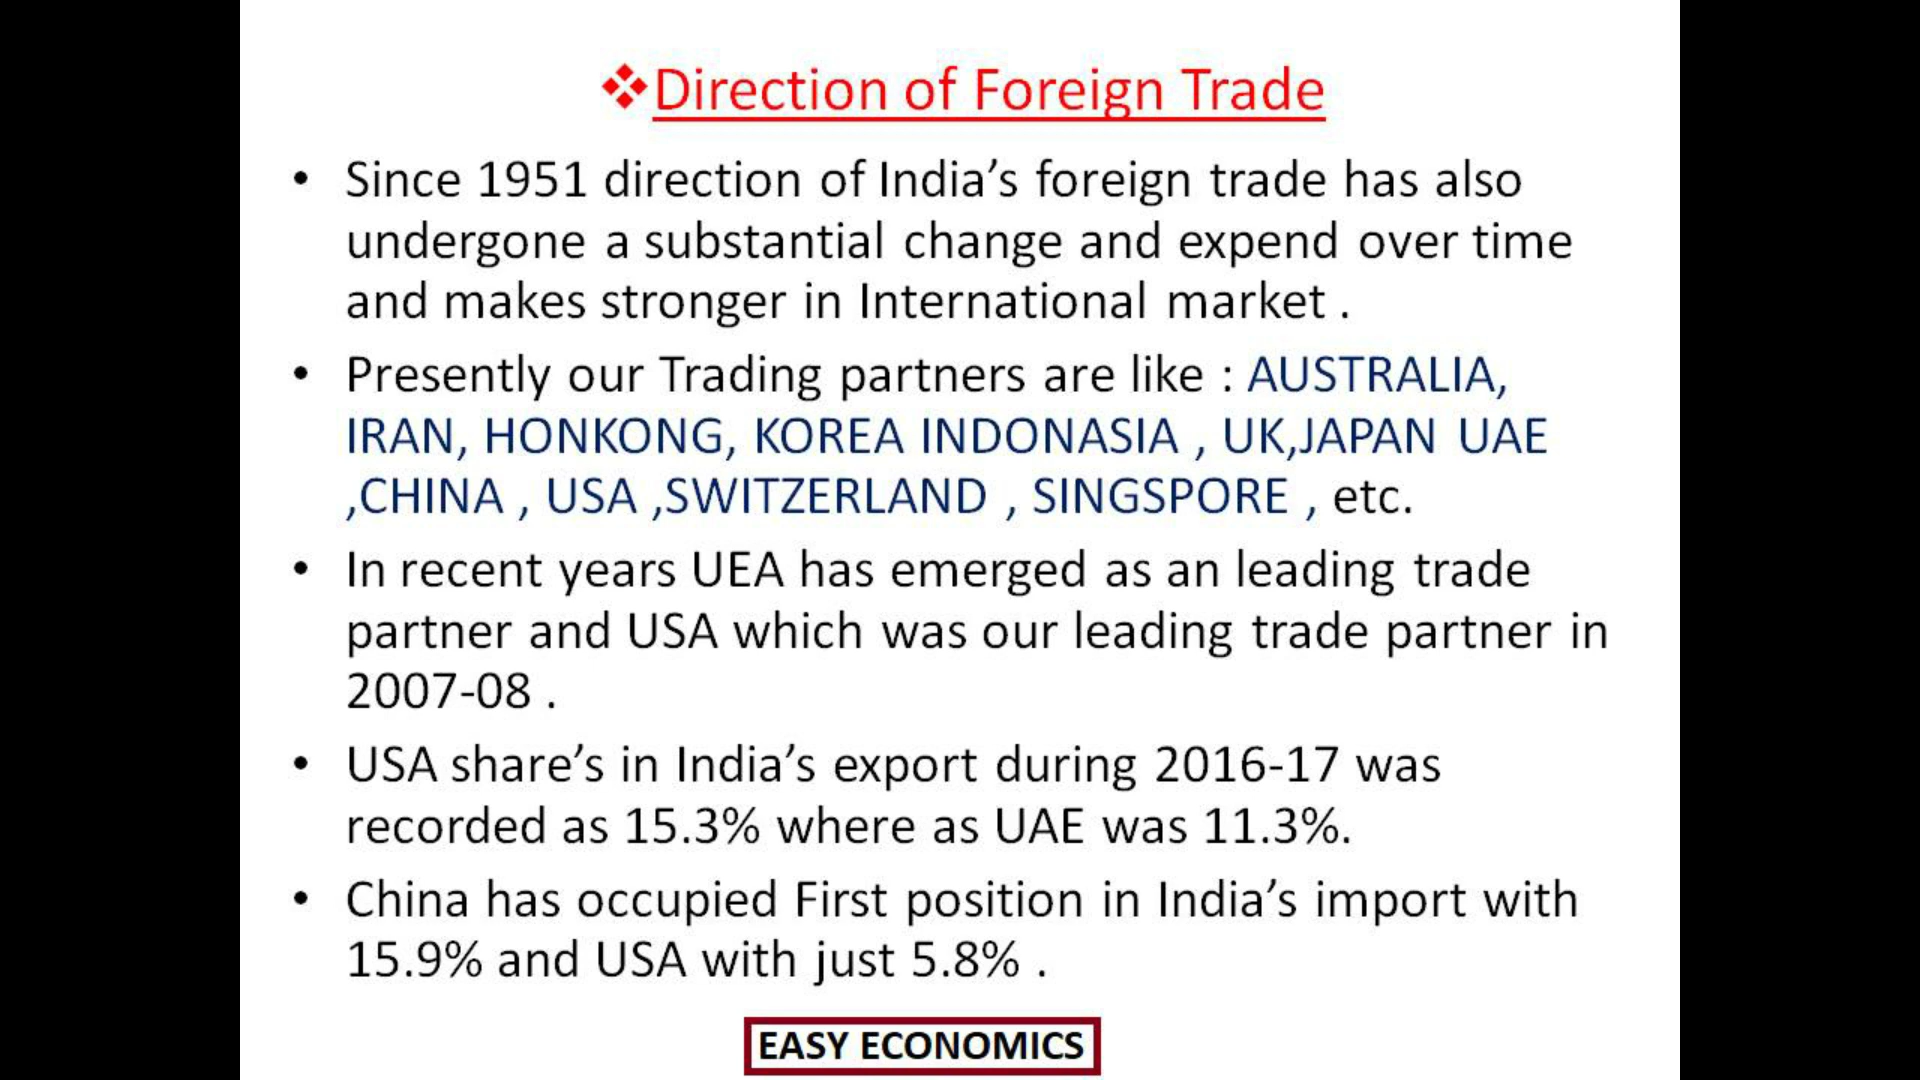 ❖Direction of Foreign Trade
• Since 1951 direction of India’s foreign trade has also
undergone a substantial change and expend over time
and makes stronger in International market .
• Presently our Trading partners are like : AUSTRALIA,
IRAN, HONKONG, KOREA INDONASIA , UK,JAPAN UAE
,CHINA , USA ,SWITZERLAND , SINGSPORE , etc.
• In recent years UEA has emerged as an leading trade
partner and USA which was our leading trade partner in
2007-08 .
• USA share’s in India’s export during 2016-17 was
recorded as 15.3% where as UAE was 11.3%.
• China has occupied First position in India’s import with
15.9% and USA with just 5.8% .
EASY ECONOMICS